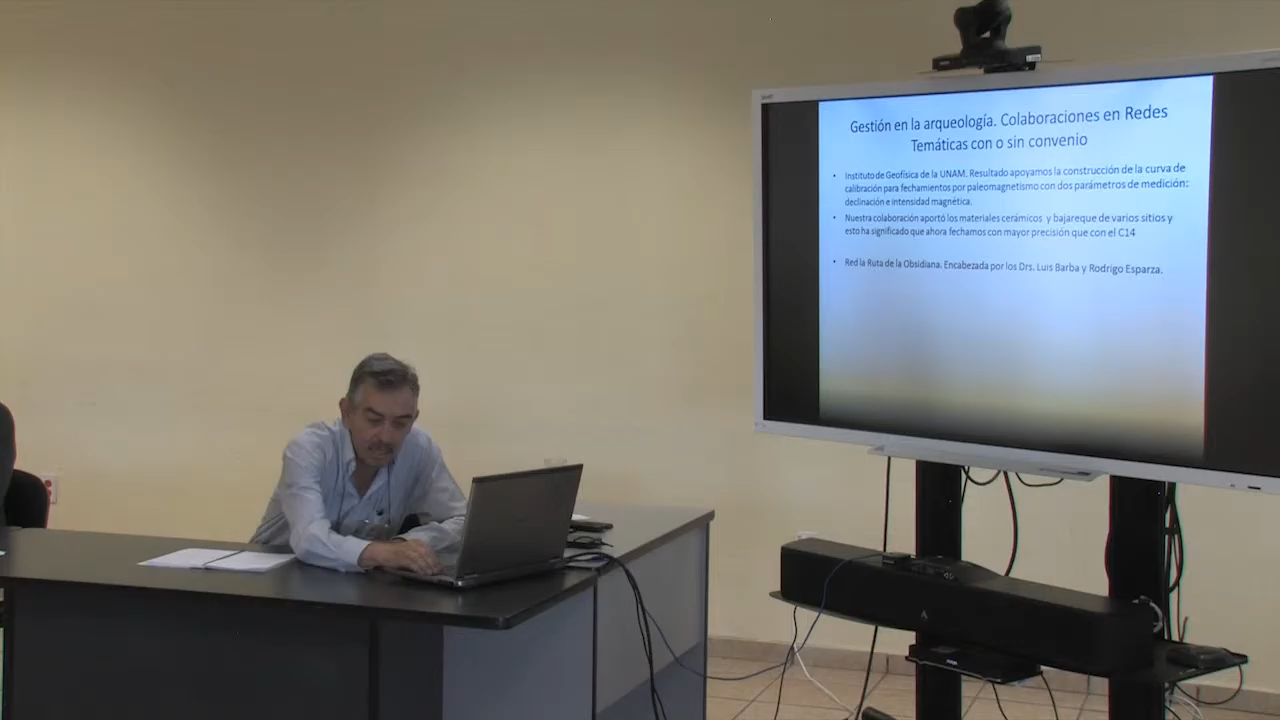 Gestión en la arqueología. Colaboraciones en Redes
Temáticas con o sin convenio
• Instituto de Geofísica de la UNAM. Resultado apoyamos la construcción de la curva de
calibración para fechamientos por paleomagnetismo con dos parámetros de medición:
declinación e intensidad magnética.
• Nuestra colaboración aportó los materiales cerámicos y bajareque de varios sitios y
esto ha significado que ahora fechamos con mayor precisión que con el C14
• Red la Ruta de la Obsidiana. Encabezada por los Drs. Luis Barba y Rodrigo Esparza.